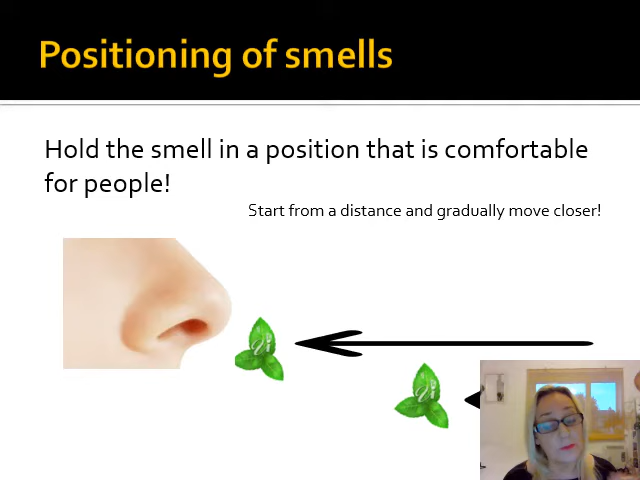 Positioning of smells
Hold the smell in a position that is comfortable
for people!
Start from a distance and gradually move closer!